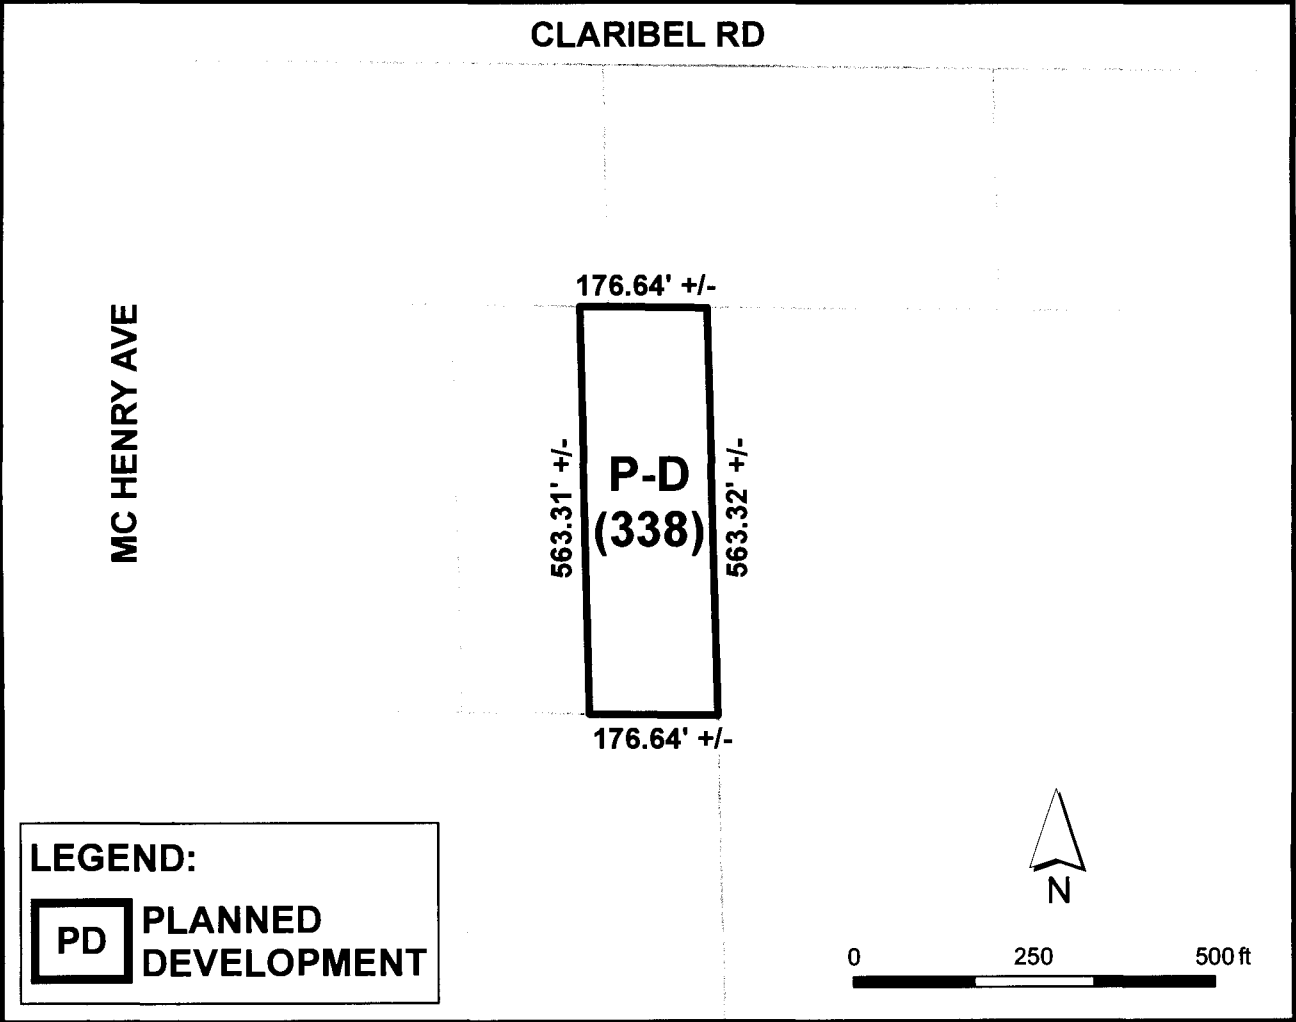 CLARIBEL RD
176.64' +/-
MC HENRY AVE
563.31' +/-
P-D
(338)
563.32' +/-
176.64' +/-
LEGEND:
PD
PLANNED
DEVELOPMENT
N
0 250 500 ft